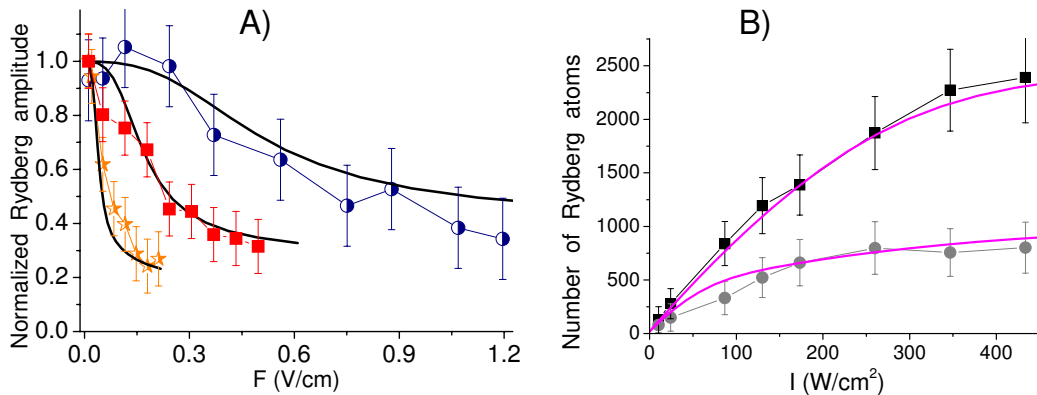 A)
Normalized Rydberg amplitude
1.0
0.8
0.6
0.4
0.2
0.0
0.0 0.3 0.6 0.9 1.2
F (V/cm)
B)
Number of Rydberg atoms
2500
2000
1500
1000
500
0
0 100 200 300 400
I (W/cm²)